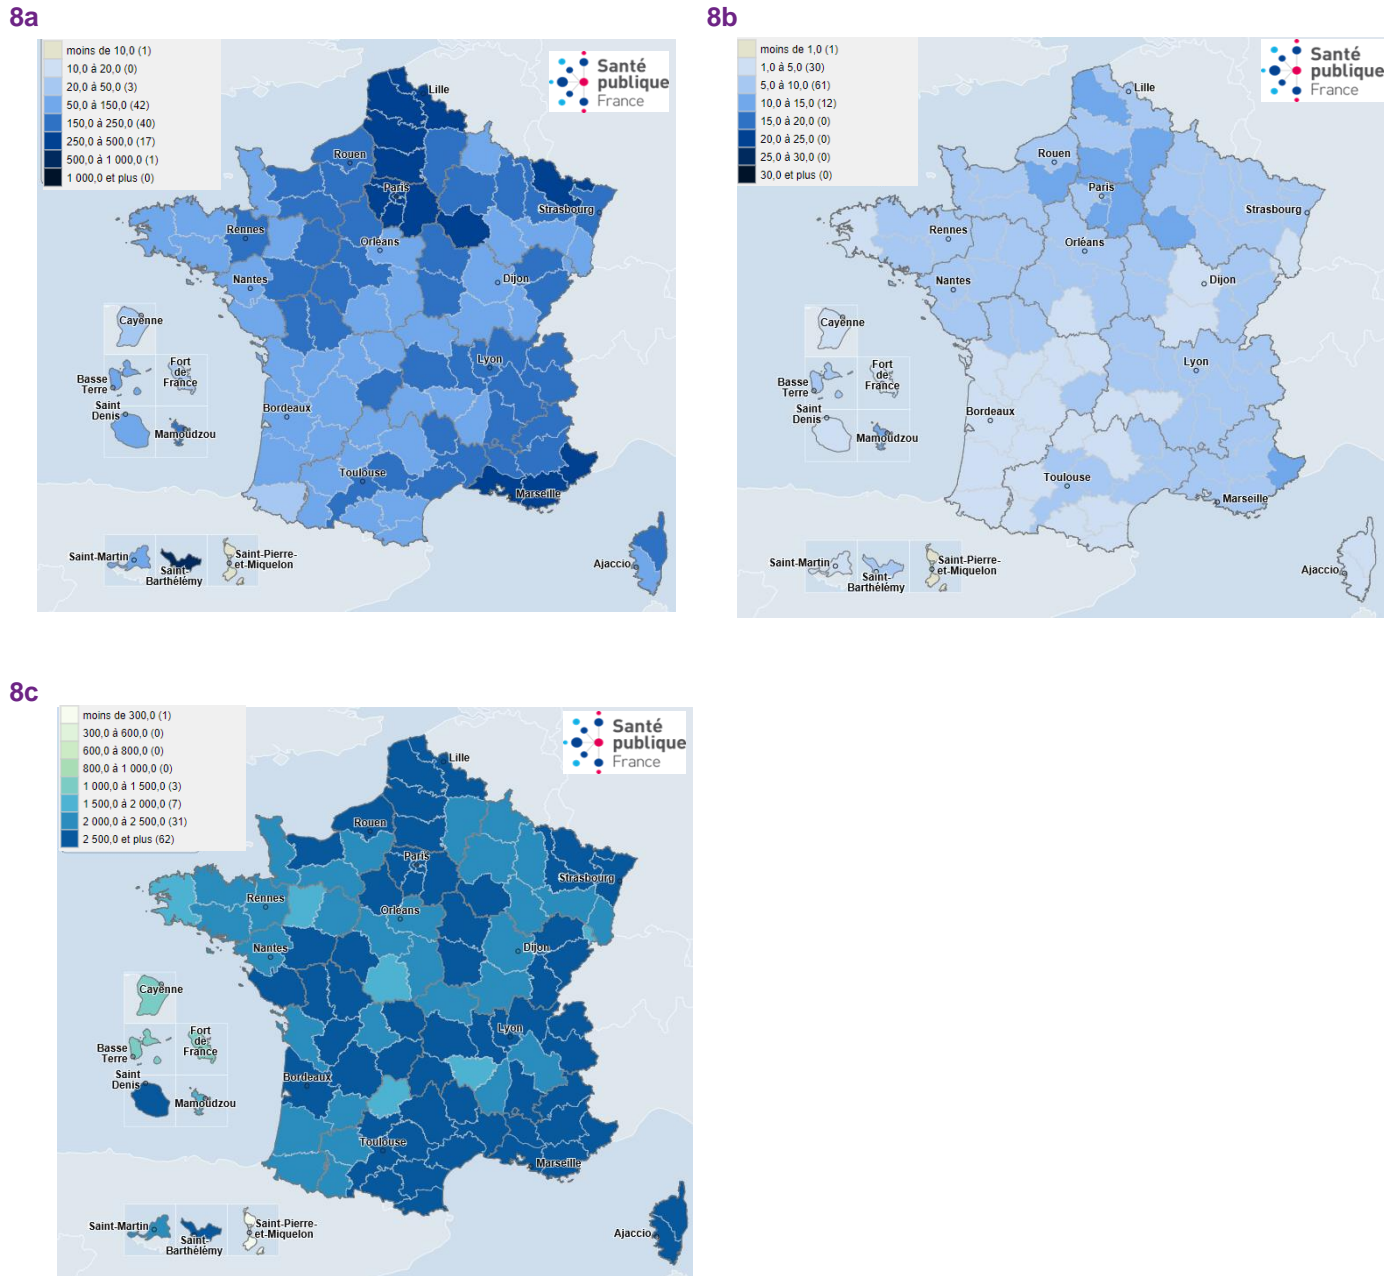 8a
moins de 10,0 (1)
10,0 à 20,0 (0)
20,0 à 50,0 (3)
50,0 à 150,0 (42)
150,0 à 250,0 (40)
250,0 à 500,0 (17)
500,0 à 1 000,0 (1)
1 000,0 et plus (0)
Santé
publique
France
Lille
Rouen
Paris
Strasbourg
Rennes
Orléans
Nantes
Dijon
Cayenne
Lyon
Fort
de
France
Basse
Terre
Saint
Denis
Bordeaux
Mamoudzou
Toulouse
Marseille
Saint-Martin
Saint-
Barthélémy
Saint-Pierre-
et-Miquelon
Ajaccio
8b
moins de 1,0 (1)
1,0 à 5,0 (30)
5,0 à 10,0 (61)
10,0 à 15,0 (12)
15,0 à 20,0 (0)
20,0 à 25,0 (0)
25,0 à 30,0 (0)
30,0 et plus (0)
Santé
publique
France
Lille
Rouen
Paris
Strasbourg
Rennes
Orléans
Nantes
Dijon
Cayenne
Lyon
Fort
de
France
Basse
Terre
Saint
Denis
Bordeaux
Mamoudzou
Toulouse
Marseille
Saint-Martin
Saint-
Barthélémy
Saint-Pierre-
et-Miquelon
Ajaccio
8c
moins de 300,0 (1)
300,0 à 600,0 (0)
600,0 à 800,0 (0)
800,0 à 1 000,0 (0)
1 000,0 à 1 500,0 (3)
1 500,0 à 2 000,0 (7)
2 000,0 à 2 500,0 (31)
2 500,0 et plus (62)
Santé
publique
France
Lille
Rouen
Paris
Strasbourg
Rennes
Orléans
Nantes
Dijon
Cayenne
Lyon
Fort
de
France
Basse
Terre
Saint
Denis
Bordeaux
Mamoudzou
Toulouse
Marseille
Saint-Martin
Saint-
Barthélémy
Saint-Pierre-
et-Miquelon
Ajaccio